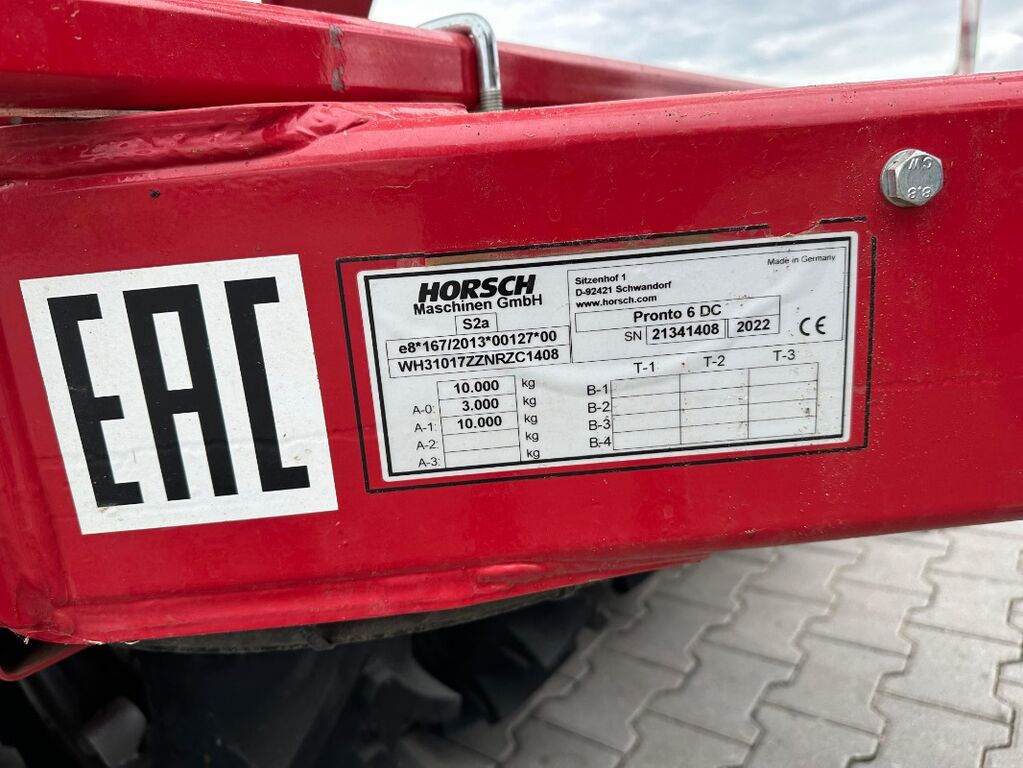 EAC
HORSCH
Maschinen GmbH
Sitzenhof 1
D-92421 Schwandorf
www.horsch.com
Made in Germany
S2a
e8*167/2013*00127*00
WH31017ZZNRZC1408
Pronto 6 DC
SN 21341408 2022
CE
10.000 kg
A-0: 3.000 kg
A-1: 10.000 kg
A-2: kg
A-3: kg
T-1 T-2 T-3
B-1
B-2
B-3
B-4
8.8
CW